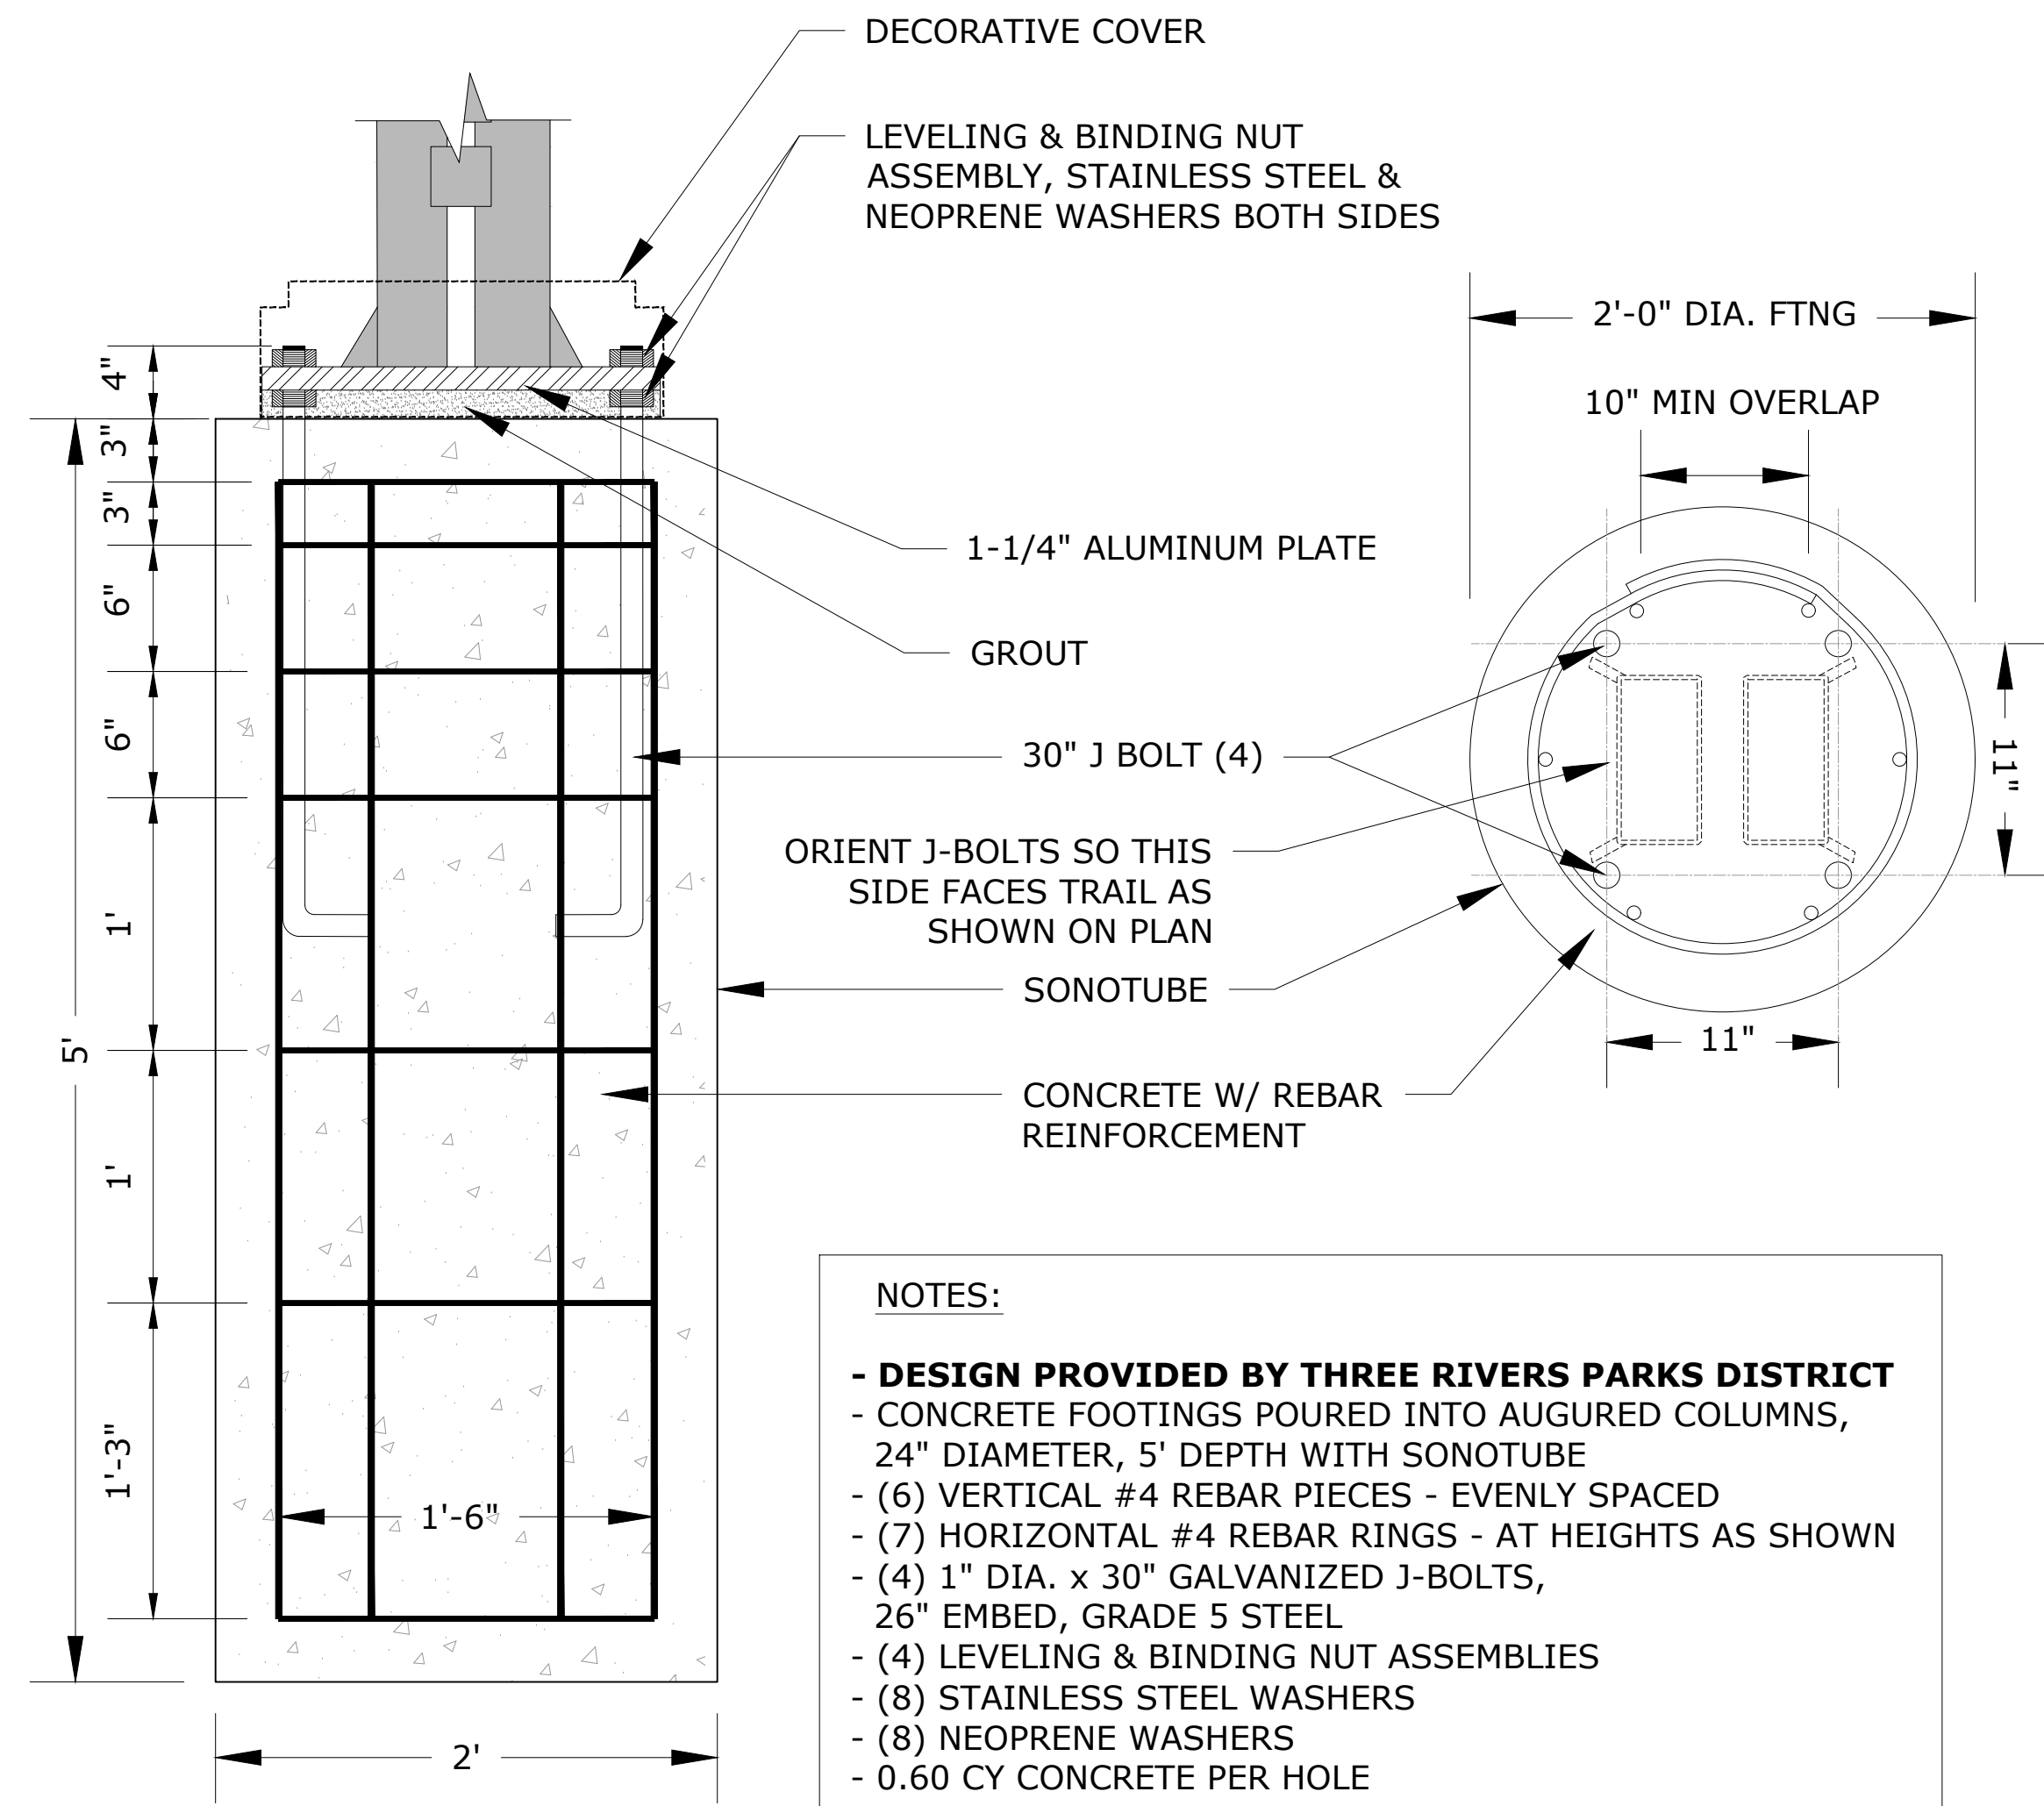 DECORATIVE COVER
LEVELING & BINDING NUT
ASSEMBLY, STAINLESS STEEL &
NEOPRENE WASHERS BOTH SIDES
2'-0" DIA. FTNG
10" MIN OVERLAP
4"
3"
3"
6"
6"
1'
1'
1'-3"
5'
1'-6"
2'
1-1/4" ALUMINUM PLATE
GROUT
30" J BOLT (4)
ORIENT J-BOLTS SO THIS
SIDE FACES TRAIL AS
SHOWN ON PLAN
SONOTUBE
CONCRETE W/ REBAR
REINFORCEMENT
11"
11"
NOTES:
- DESIGN PROVIDED BY THREE RIVERS PARKS DISTRICT
- CONCRETE FOOTINGS POURED INTO AUGURED COLUMNS,
24" DIAMETER, 5' DEPTH WITH SONOTUBE
- (6) VERTICAL #4 REBAR PIECES - EVENLY SPACED
- (7) HORIZONTAL #4 REBAR RINGS - AT HEIGHTS AS SHOWN
- (4) 1" DIA. x 30" GALVANIZED J-BOLTS,
26" EMBED, GRADE 5 STEEL
- (4) LEVELING & BINDING NUT ASSEMBLIES
- (8) STAINLESS STEEL WASHERS
- (8) NEOPRENE WASHERS
- 0.60 CY CONCRETE PER HOLE